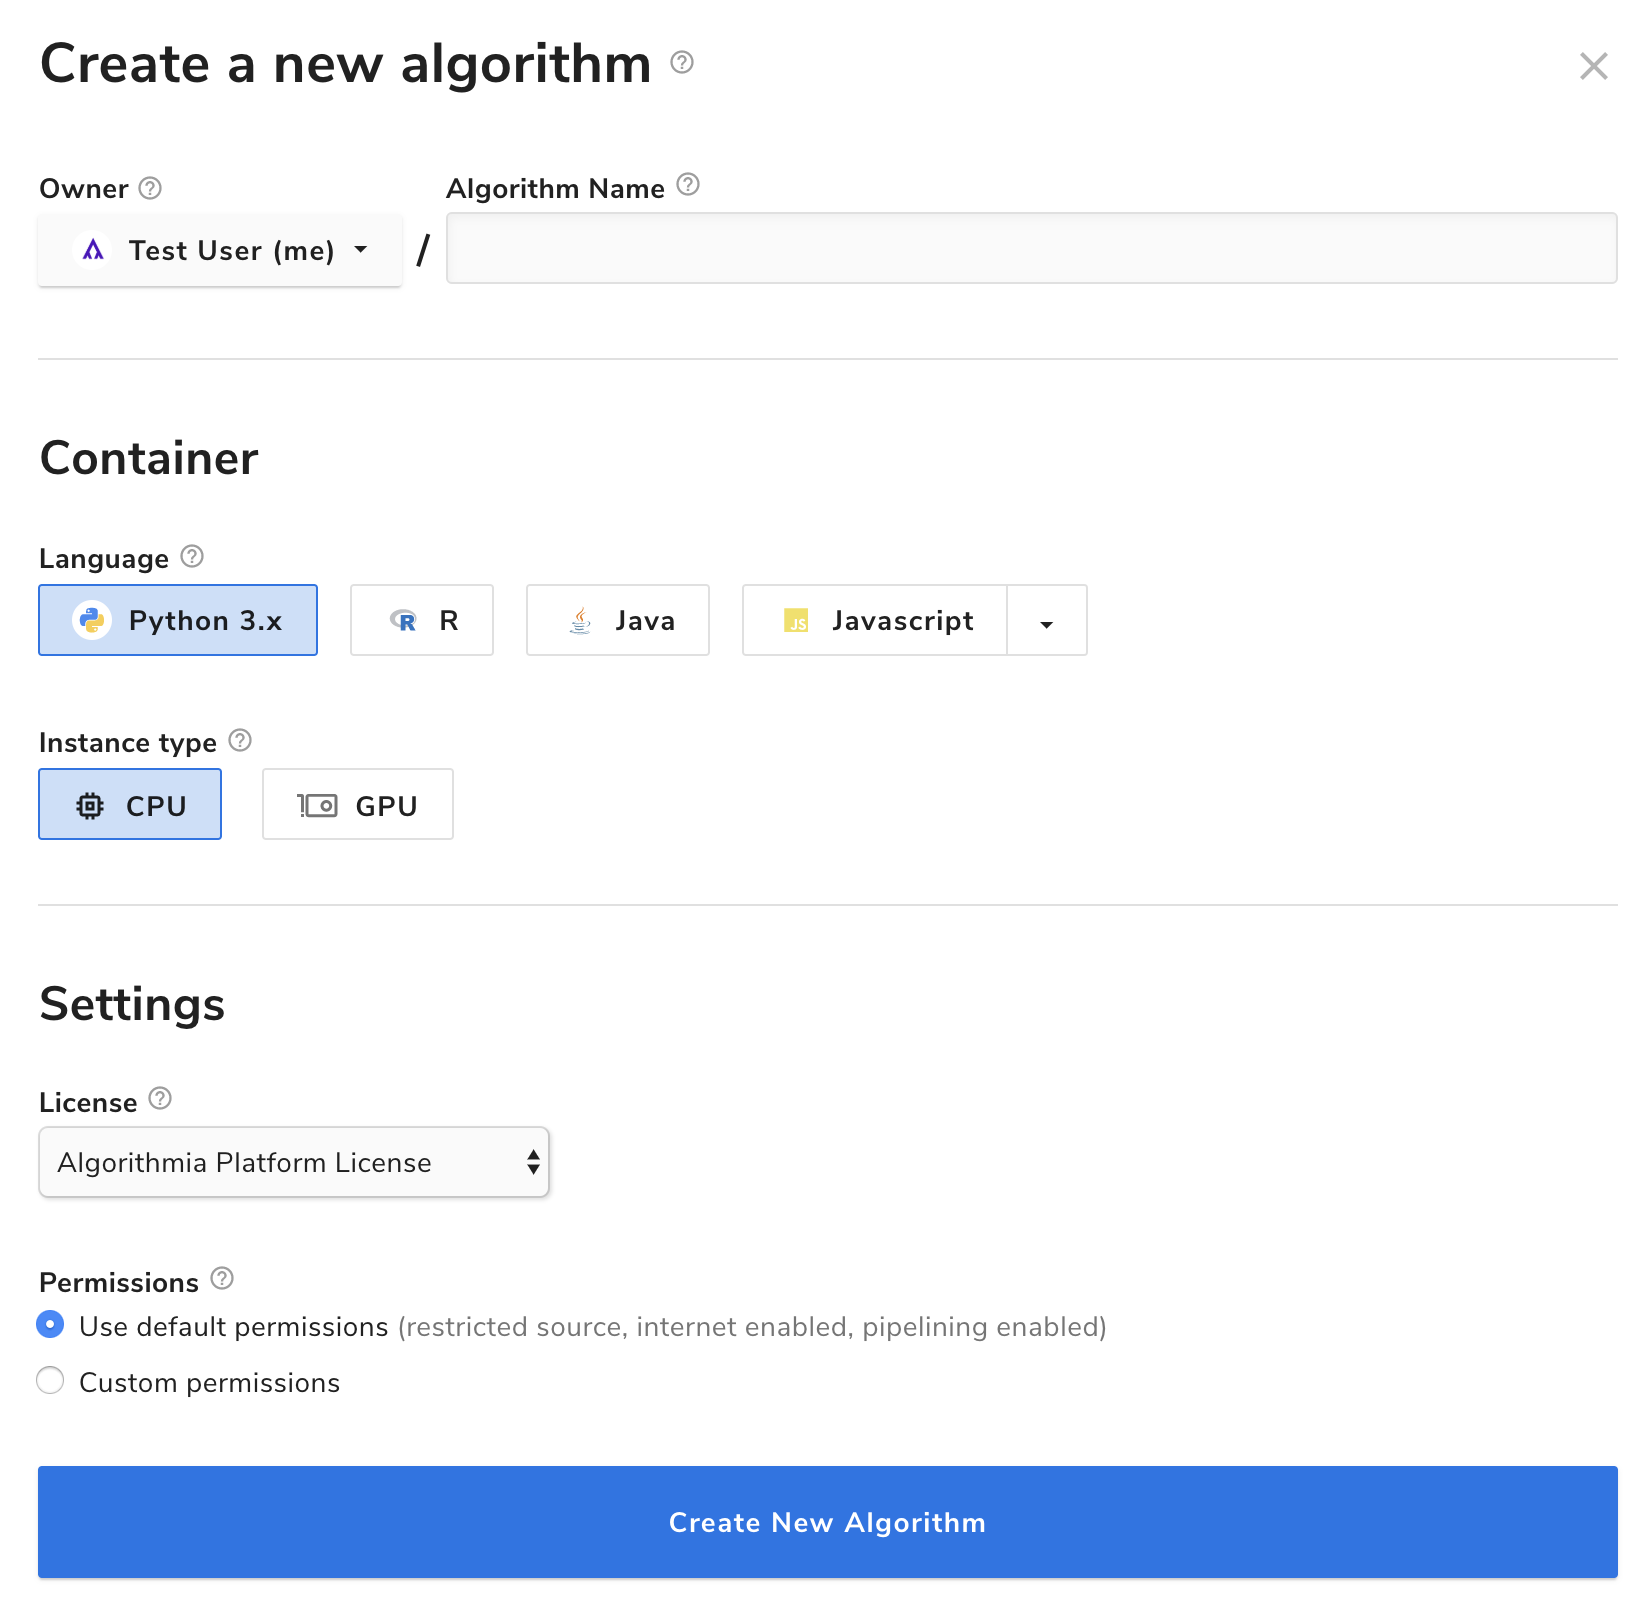 Create a new algorithm ?
Owner ? Algorithm Name ?
Test User (me) /
Container
Language ?
Python 3.x R R Java JS Javascript
Instance type ?
CPU GPU
Settings
License ?
Algorithmia Platform License
Permissions ?
Use default permissions (restricted source, internet enabled, pipelining enabled)
Custom permissions
Create New Algorithm